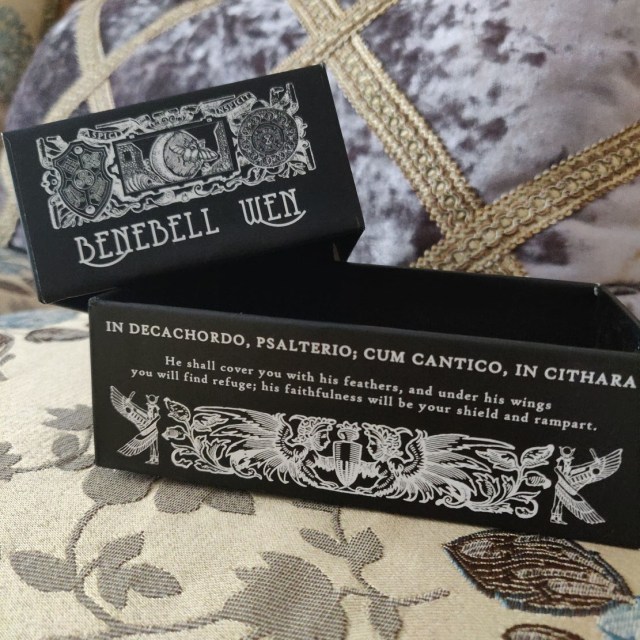 BENEBELL WEN
IN DECACHORDO, PSALTERIO; CUM CANTICO, IN CITHARA
He shall cover you with his feathers, and under his wings
you will find refuge; his faithfulness will be your shield and rampart.